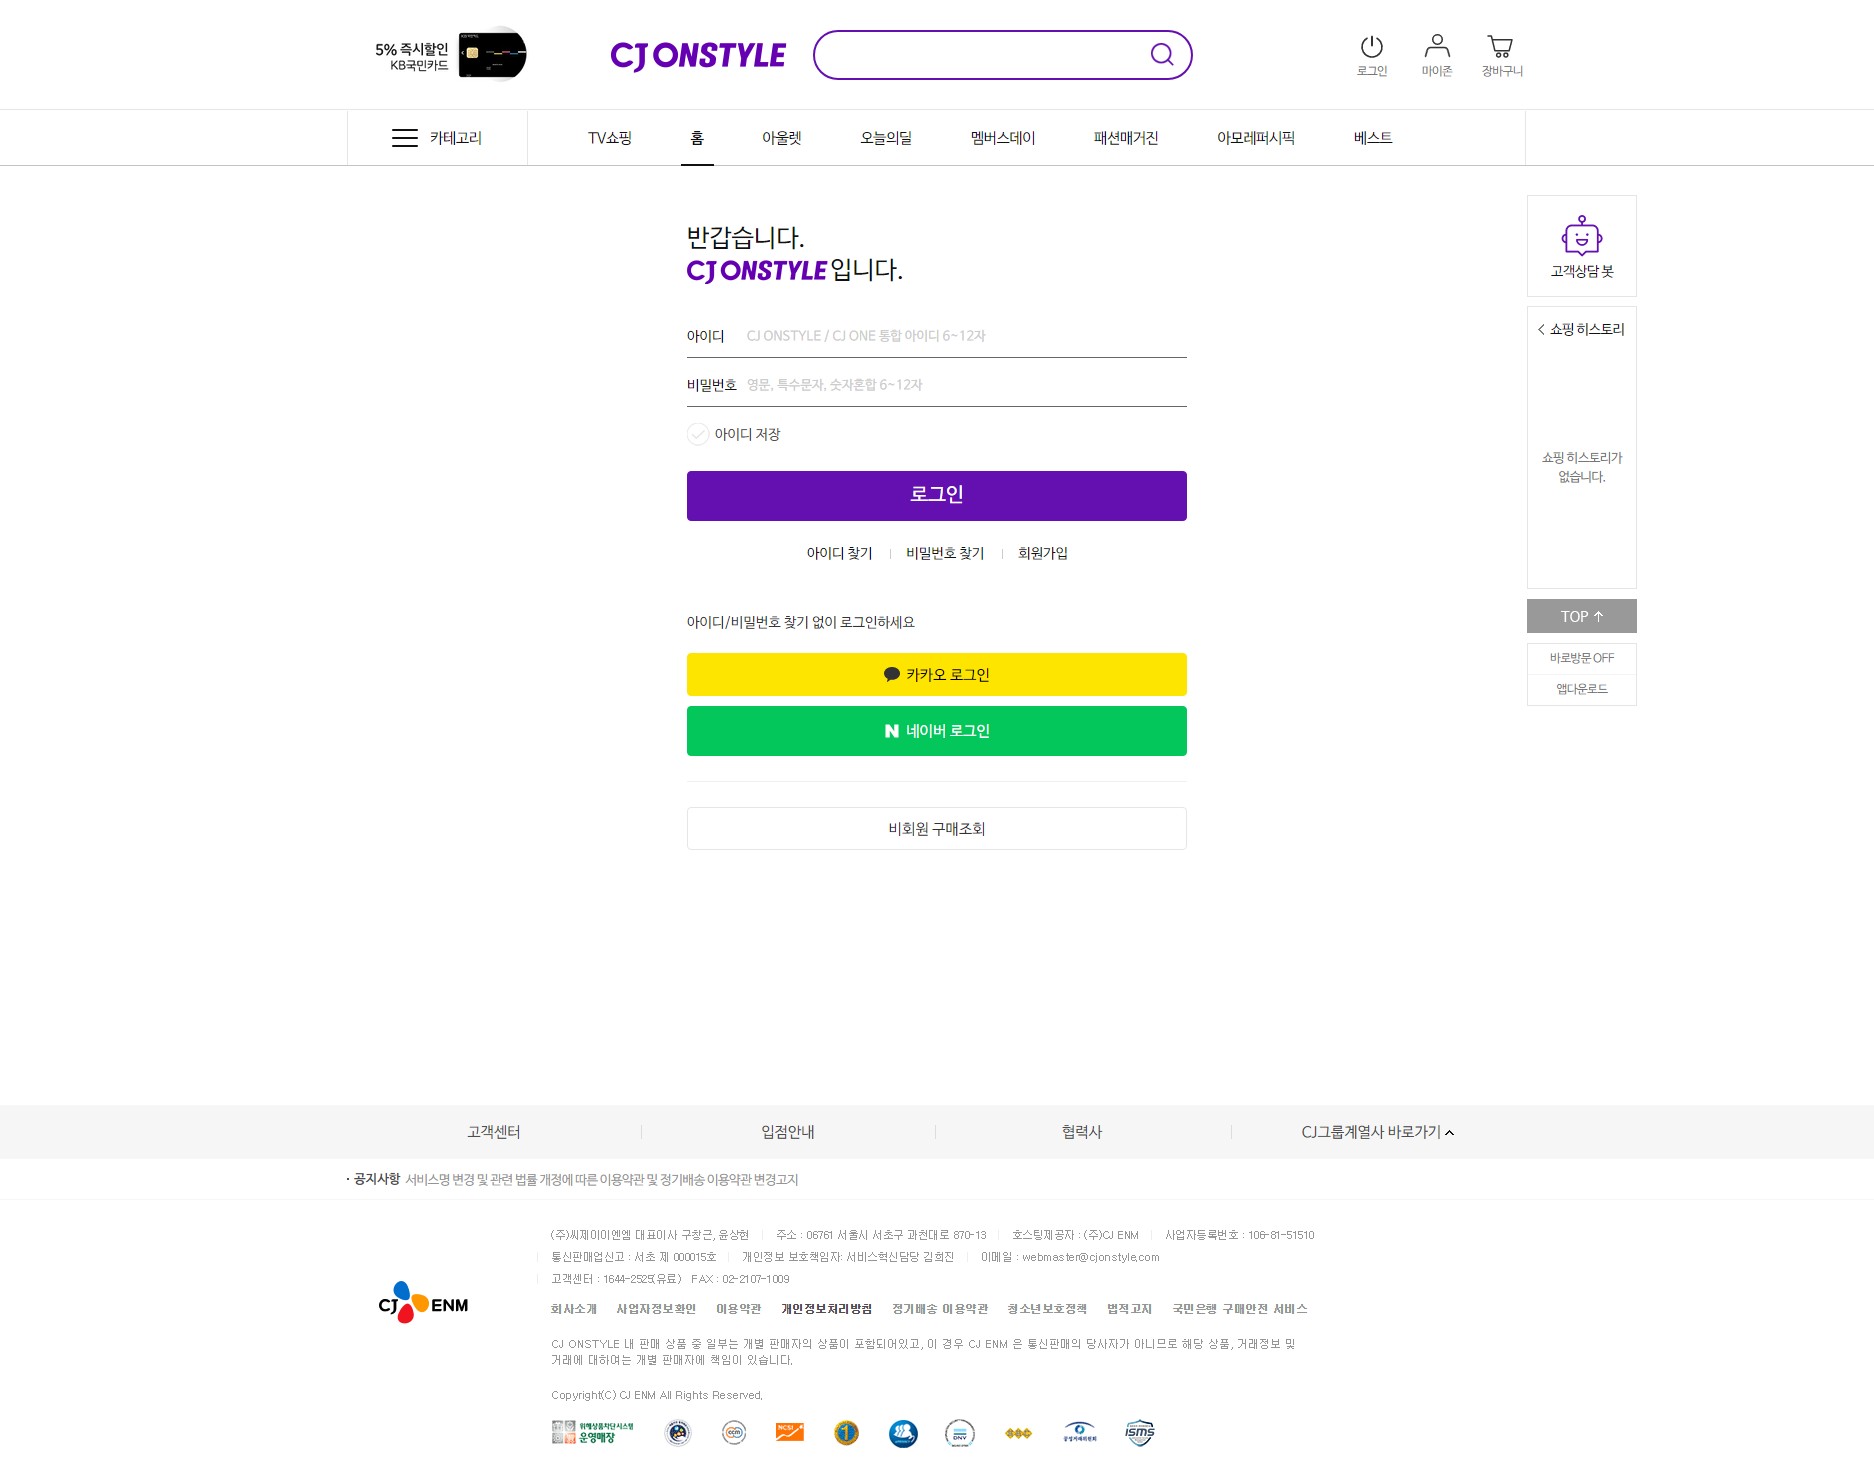 5% 즉시할인
KB국민카드
CJ ONSTYLE
로그인
마이존
장바구니
카테고리
TV쇼핑
홈
아울렛
오늘의딜
멤버스데이
패션매거진
아모레퍼시픽
베스트
반갑습니다.
CJ ONSTYLE 입니다.
아이디 CJ ONSTYLE / CJ ONE 통합 아이디 6~12자
비밀번호 영문, 특수문자, 숫자혼합 6~12자
아이디 저장
로그인
아이디 찾기
비밀번호 찾기
회원가입
아이디/비밀번호 찾기 없이 로그인하세요
카카오 로그인
N 네이버 로그인
비회원 구매조회
고객상담 봇
쇼핑 히스토리
쇼핑 히스토리가
없습니다.
TOP
바로방문 OFF
앱다운로드
고객센터
입점안내
협력사
CJ그룹계열사 바로가기
· 공지사항 서비스명 변경 및 관련 법률 개정에 따른 이용약관 및 정기배송 이용약관 변경고지
(주)씨제이이엔엠 대표이사 구창근, 윤상현 주소 : 06761 서울시 서초구 과천대로 870-13 호스팅제공자 : (주)CJ ENM 사업자등록번호 : 106-81-51510
통신판매업신고 : 서초 제 000015호 개인정보 보호책임자: 서비스혁신담당 김희진 이메일 : webmaster@cjonstyle.com
고객센터 : 1644-2525(유료) FAX : 02-2107-1009
CJ ENM
회사소개 사업자정보확인 이용약관 개인정보처리방침 정기배송 이용약관 청소년보호정책 법적고지 국민은행 구매안전 서비스
CJ ONSTYLE 내 판매 상품 중 일부는 개별 판매자의 상품이 포함되어있고, 이 경우 CJ ENM 은 통신판매의 당사자가 아니므로 해당 상품, 거래정보 및
거래에 대하여는 개별 판매자에 책임이 있습니다.
Copyright(C) CJ ENM All Rights Reserved.
위해상품차단시스템
운영매장
ccm
NCSI
1
DNV
공정거래위원회
ISMS